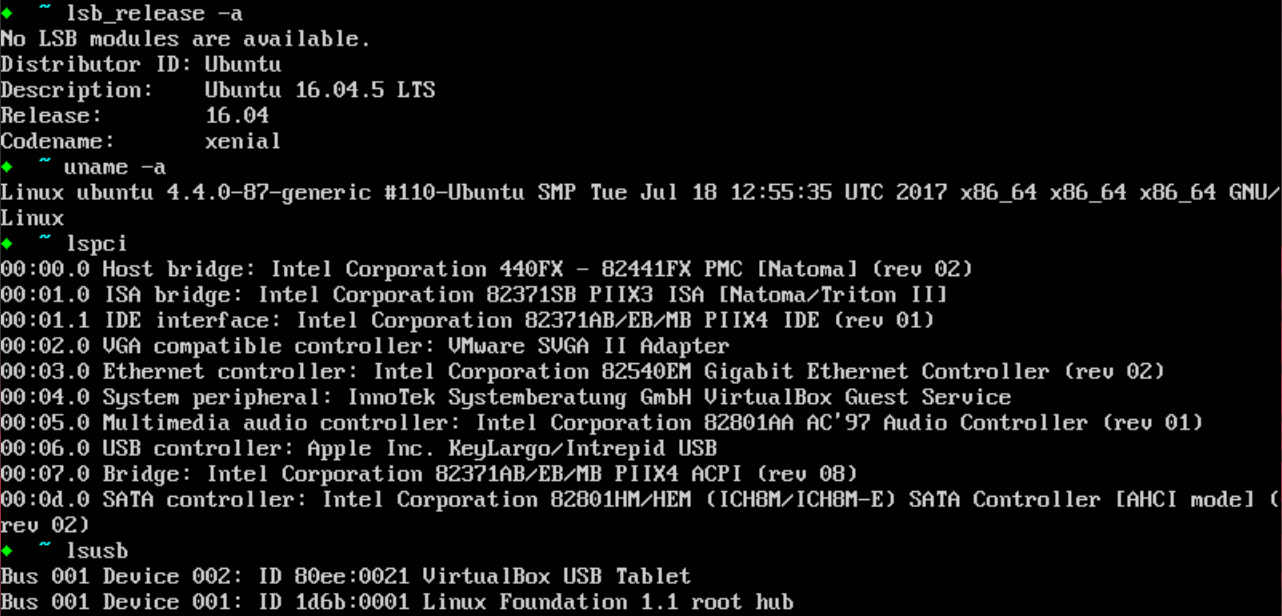 ◆ ~ lsb_release -a
No LSB modules are available.
Distributor ID: Ubuntu
Description:    Ubuntu 16.04.5 LTS
Release:        16.04
Codename:       xenial
◆ ~ uname -a
Linux ubuntu 4.4.0-87-generic #110-Ubuntu SMP Tue Jul 18 12:55:35 UTC 2017 x86_64 x86_64 x86_64 GNU/
Linux
◆ ~ lspci
00:00.0 Host bridge: Intel Corporation 440FX - 82441FX PMC [Natoma] (rev 02)
00:01.0 ISA bridge: Intel Corporation 82371SB PIIX3 ISA [Natoma/Triton II]
00:01.1 IDE interface: Intel Corporation 82371AB/EB/MB PIIX4 IDE (rev 01)
00:02.0 VGA compatible controller: VMware SVGA II Adapter
00:03.0 Ethernet controller: Intel Corporation 82540EM Gigabit Ethernet Controller (rev 02)
00:04.0 System peripheral: InnoTek Systemberatung GmbH VirtualBox Guest Service
00:05.0 Multimedia audio controller: Intel Corporation 82801AA AC'97 Audio Controller (rev 01)
00:06.0 USB controller: Apple Inc. KeyLargo/Intrepid USB
00:07.0 Bridge: Intel Corporation 82371AB/EB/MB PIIX4 ACPI (rev 08)
00:0d.0 SATA controller: Intel Corporation 82801HM/HEM (ICH8M/ICH8M-E) SATA Controller [AHCI mode] (
rev 02)
◆ ~ lsusb
Bus 001 Device 002: ID 80ee:0021 VirtualBox USB Tablet
Bus 001 Device 001: ID 1d6b:0001 Linux Foundation 1.1 root hub